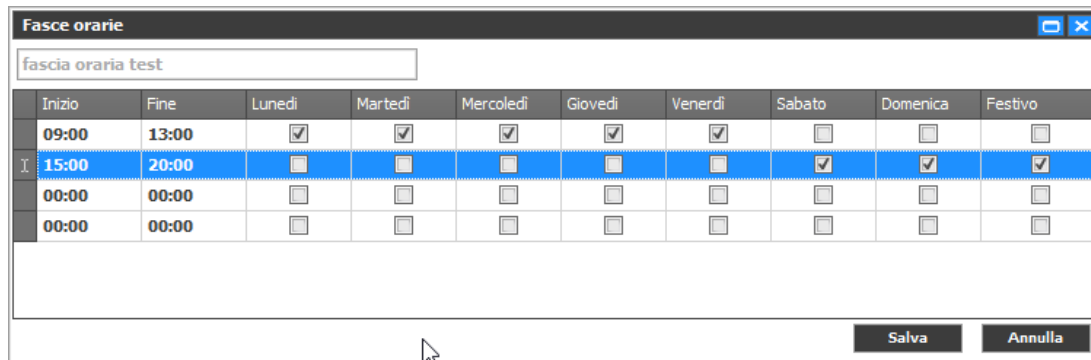 Fasce orarie
fascia oraria test
Inizio Fine Lunedi Martedì Mercoledì Giovedì Venerdì Sabato Domenica Festivo
09:00 13:00
15:00 20:00
00:00 00:00
00:00 00:00
Salva Annulla